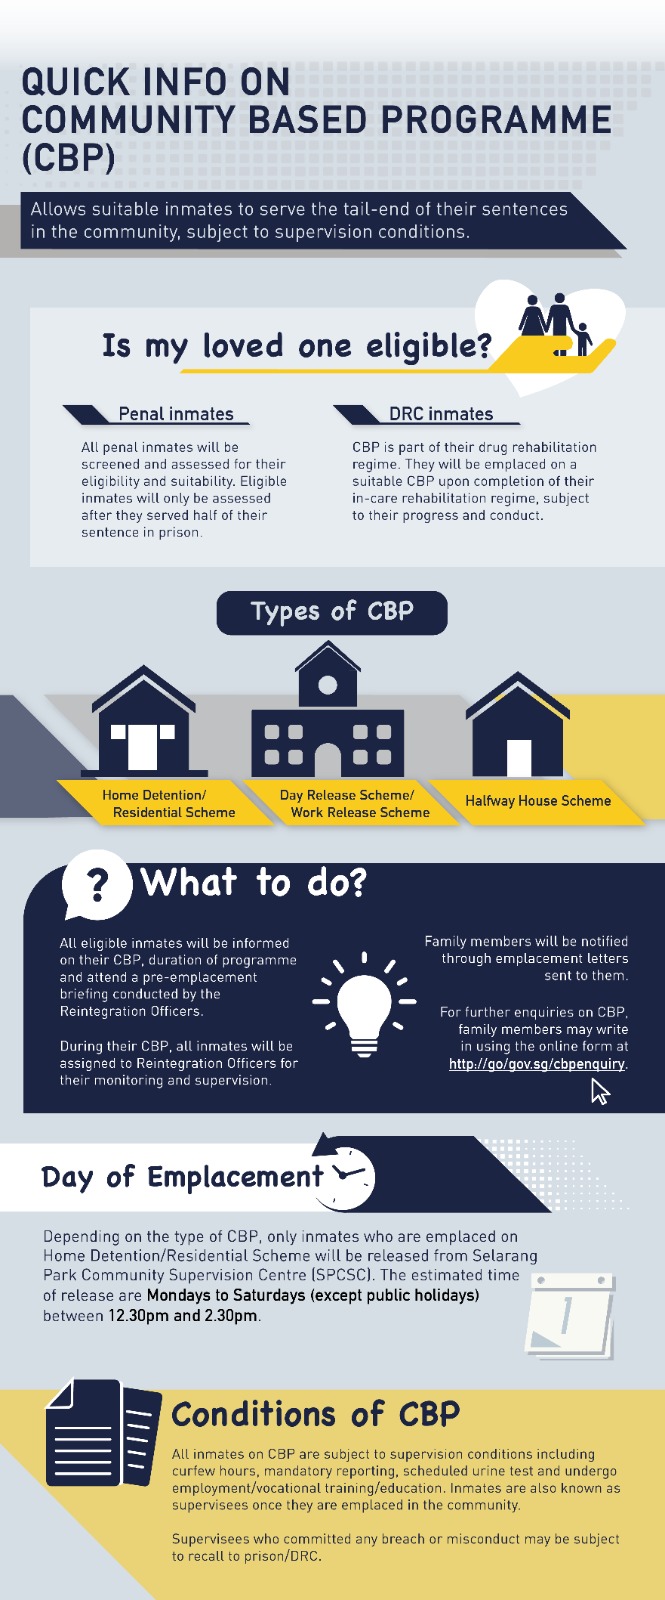 QUICK INFO ON
COMMUNITY BASED PROGRAMME
(CBP)
Allows suitable inmates to serve the tail-end of their sentences
in the community, subject to supervision conditions.
Is my loved one eligible?
Penal inmates
All penal inmates will be
screened and assessed for their
eligibility and suitability. Eligible
inmates will only be assessed
after they served half of their
sentence in prison.
DRC inmates
CBP is part of their drug rehabilitation
regime. They will be emplaced on a
suitable CBP upon completion of their
in-care rehabilitation regime, subject
to their progress and conduct.
Types of CBP
Home Detention/
Residential Scheme
Day Release Scheme/
Work Release Scheme
Halfway House Scheme
?
What to do?
All eligible inmates will be informed
on their CBP, duration of programme
and attend a pre-emplacement
briefing conducted by the
Reintegration Officers.
During their CBP, all inmates will be
assigned to Reintegration Officers for
their monitoring and supervision.
Family members will be notified
through emplacement letters
sent to them.
For further enquiries on CBP,
family members may write
in using the online form at
http://go/gov.sg/cbpenquiry.
Day of Emplacement
Depending on the type of CBP, only inmates who are emplaced on
Home Detention/Residential Scheme will be released from Selarang
Park Community Supervision Centre (SPCSC). The estimated time
of release are Mondays to Saturdays (except public holidays)
between 12.30pm and 2.30pm.
1
Conditions of CBP
All inmates on CBP are subject to supervision conditions including
curfew hours, mandatory reporting, scheduled urine test and undergo
employment/vocational training/education. Inmates are also known as
supervisees once they are emplaced in the community.
Supervisees who committed any breach or misconduct may be subject
to recall to prison/DRC.